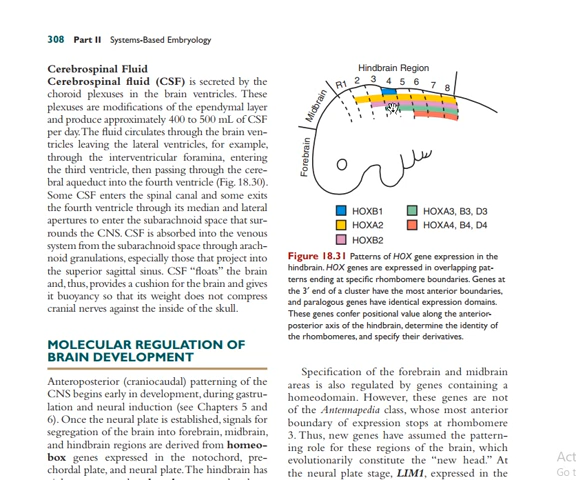 308 Part II Systems-Based Embryology
Cerebrospinal Fluid
Cerebrospinal fluid (CSF) is secreted by the
choroid plexuses in the brain ventricles. These
plexuses are modifications of the ependymal layer
and produce approximately 400 to 500 mL of CSF
per day. The fluid circulates through the brain ven-
tricles leaving the lateral ventricles, for example,
through the interventricular foramina, entering
the third ventricle, then passing through the cere-
bral aqueduct into the fourth ventricle (Fig. 18.30).
Some CSF enters the spinal canal and some exits
the fourth ventricle through its median and lateral
apertures to enter the subarachnoid space that sur-
rounds the CNS. CSF is absorbed into the venous
system from the subarachnoid space through arach-
noid granulations, especially those that project into
the superior sagittal sinus. CSF “floats” the brain
and, thus, provides a cushion for the brain and gives
it buoyancy so that its weight does not compress
cranial nerves against the inside of the skull.
MOLECULAR REGULATION OF
BRAIN DEVELOPMENT
Anteroposterior (craniocaudal) patterning of the
CNS begins early in development, during gastru-
lation and neural induction (see Chapters 5 and
6). Once the neural plate is established, signals for
segregation of the brain into forebrain, midbrain,
and hindbrain regions are derived from homeo-
box genes expressed in the notochord, pre-
chordal plate, and neural plate. The hindbrain has
Hindbrain Region
R1 2 3 4 5 6 7 8
Midbrain
Forebrain
HOXB1
HOXA2
HOXB2
HOXA3, B3, D3
HOXA4, B4, D4
Figure 18.31 Patterns of HOX gene expression in the
hindbrain. HOX genes are expressed in overlapping pat-
terns ending at specific rhombomere boundaries. Genes at
the 3′ end of a cluster have the most anterior boundaries,
and paralogous genes have identical expression domains.
These genes confer positional value along the anterior-
posterior axis of the hindbrain, determine the identity of
the rhombomeres, and specify their derivatives.
Specification of the forebrain and midbrain
areas is also regulated by genes containing a
homeodomain. However, these genes are not
of the Antennapedia class, whose most anterior
boundary of expression stops at rhombomere
3. Thus, new genes have assumed the pattern-
ing role for these regions of the brain, which
evolutionarily constitute the “new head.” At
the neural plate stage, LIM1, expressed in the
Act
Go t